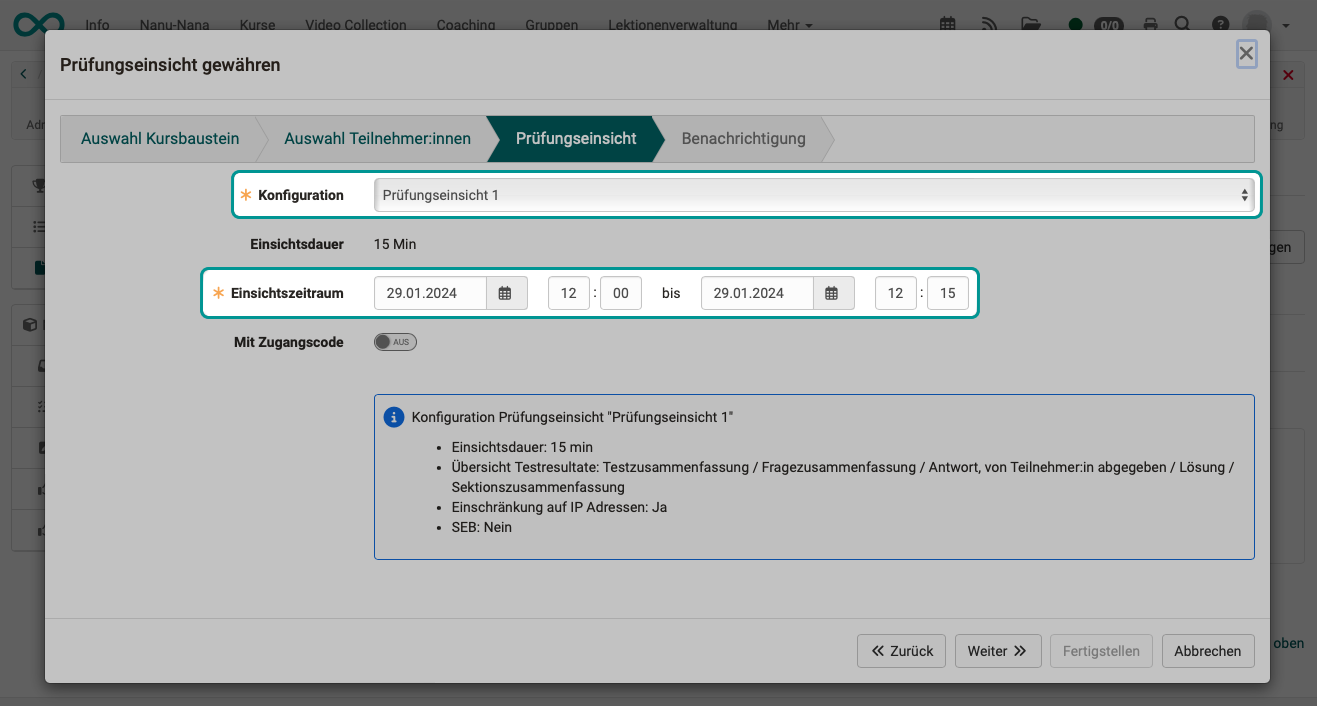 Info Nanu-Nana Kurse Video Collection Coaching Gruppen Lektionenverwaltung Mehr 0/0
Prüfungseinsicht gewähren
Auswahl Kursbaustein Auswahl Teilnehmer:innen Prüfungseinsicht Benachrichtigung
Konfiguration Prüfungseinsicht 1
Einsichtsdauer 15 Min
Einsichtszeitraum 29.01.2024 12 : 00 bis 29.01.2024 12 : 15
Mit Zugangscode AUS
Konfiguration Prüfungseinsicht "Prüfungseinsicht 1"
• Einsichtsdauer: 15 min
• Übersicht Testresultate: Testzusammenfassung / Fragezusammenfassung / Antwort, von Teilnehmer:in abgegeben / Lösung /
Sektionszusammenfassung
• Einschränkung auf IP Adressen: Ja
• SEB: Nein
oben
Zurück Weiter Fertigstellen Abbrechen